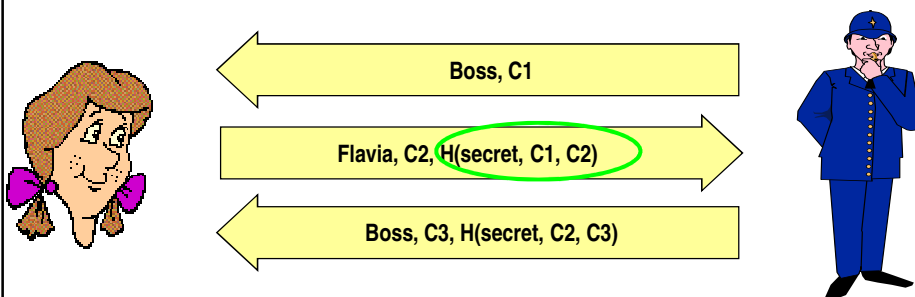 Boss, C1
Flavia, C2, H(secret, C1, C2)
Boss, C3, H(secret, C2, C3)